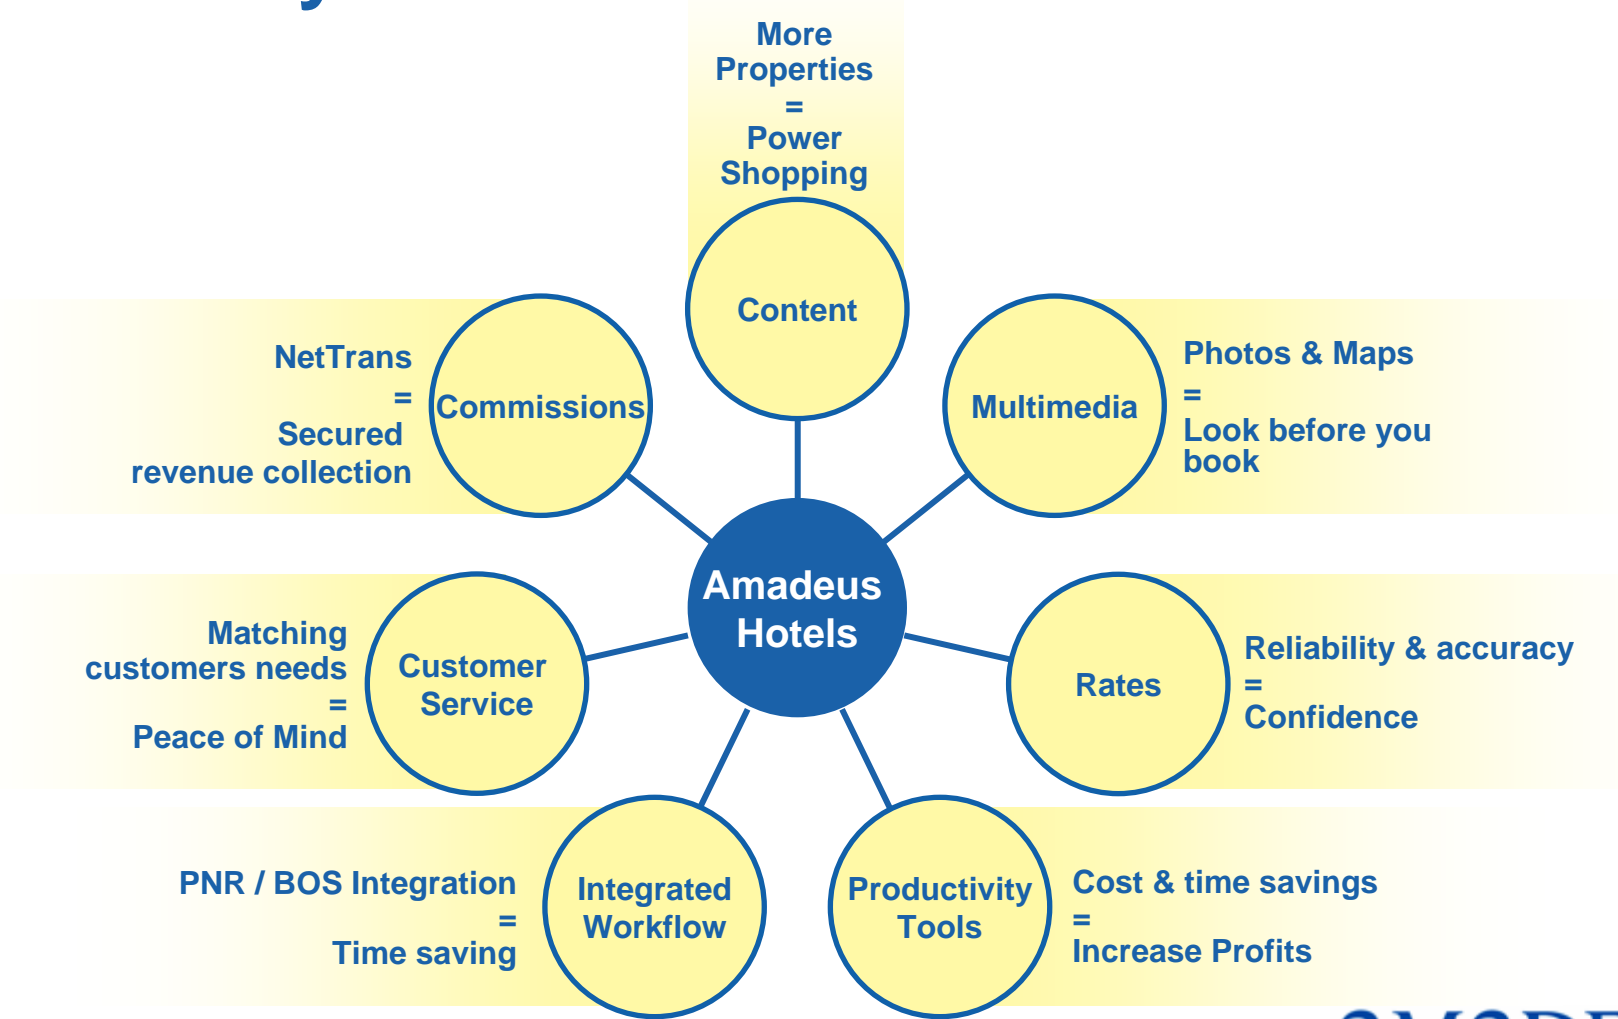 More
Properties
=
Power
Shopping
Content
NetTrans
=
Secured
revenue collection
Commissions
Multimedia
Photos & Maps
=
Look before you
book
Amadeus
Hotels
Matching
customers needs
=
Peace of Mind
Customer
Service
Rates
Reliability & accuracy
=
Confidence
PNR / BOS Integration
=
Time saving
Integrated
Workflow
Productivity
Tools
Cost & time savings
=
Increase Profits